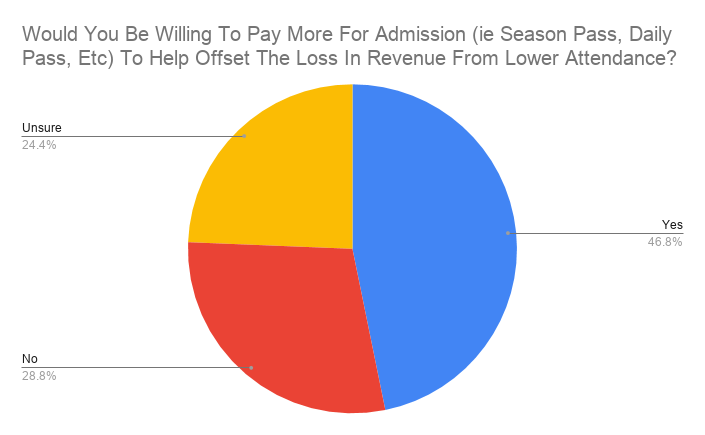 Would You Be Willing To Pay More For Admission (ie Season Pass, Daily
Pass, Etc) To Help Offset The Loss In Revenue From Lower Attendance?
Unsure
24.4%
Yes
46.8%
No
28.8%